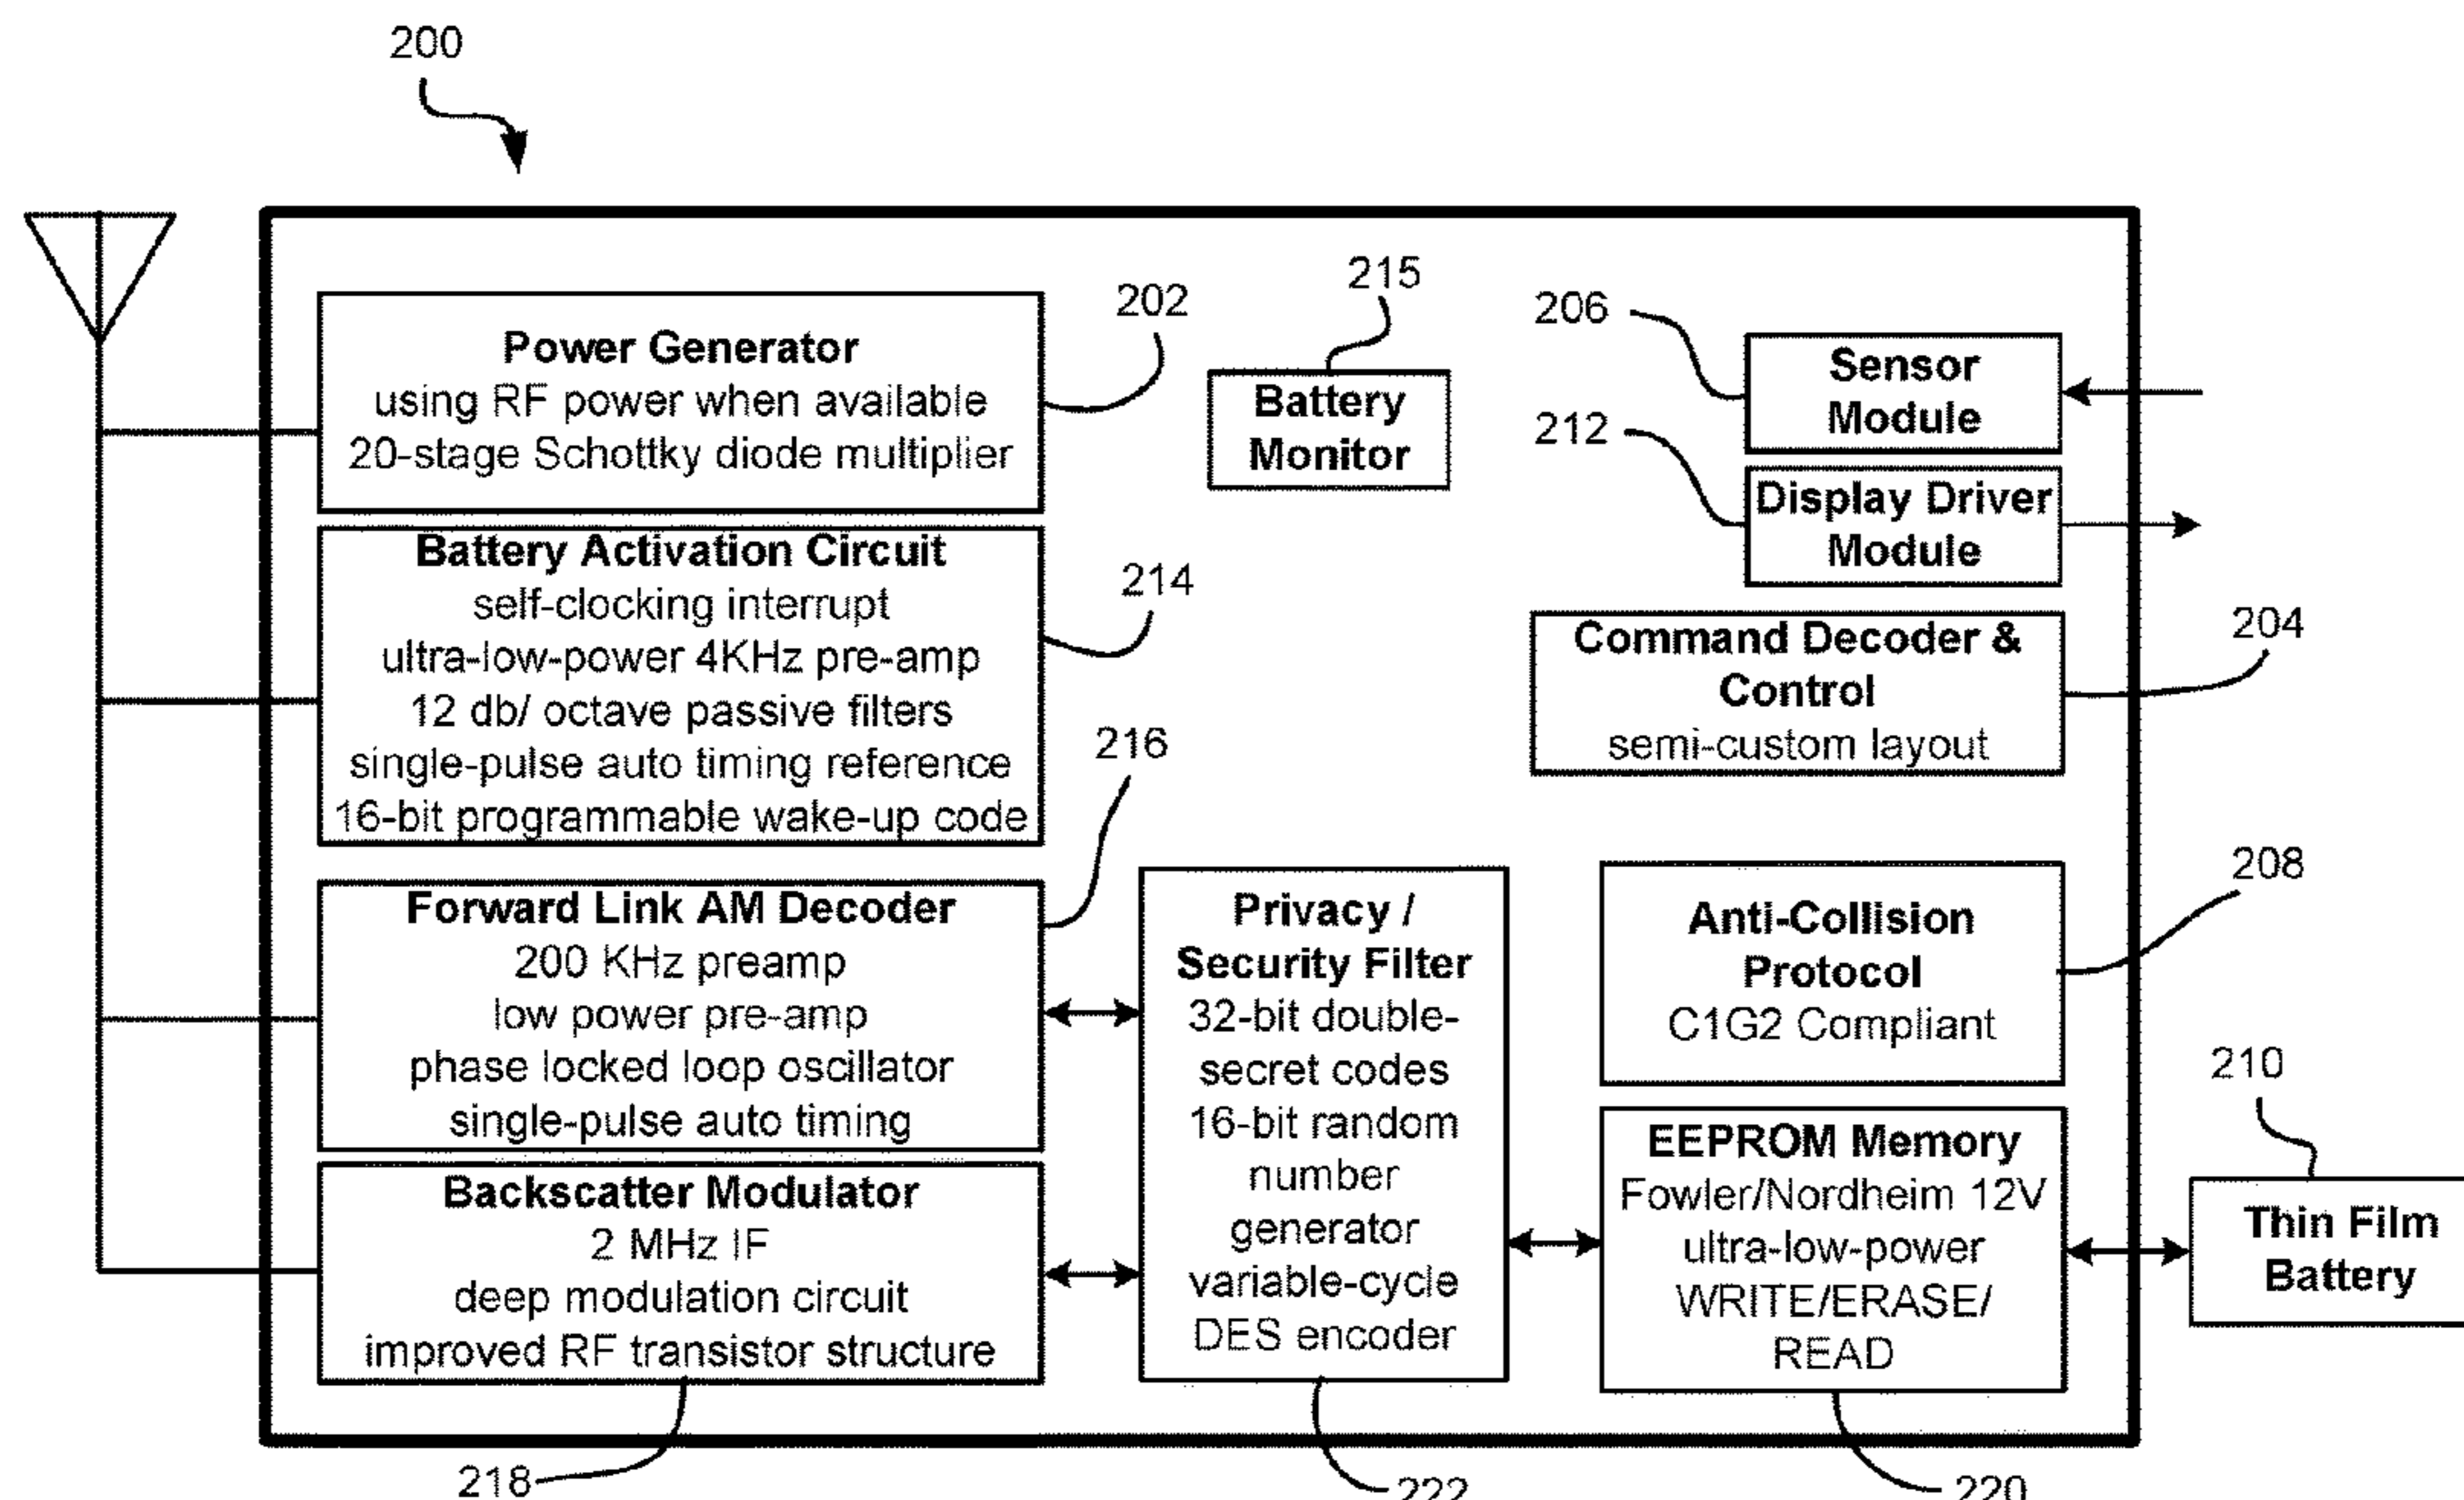 200
202
215
206
Power Generator
using RF power when available
20-stage Schottky diode multiplier
Battery
Monitor
Sensor
Module
212
Display Driver
Module
Battery Activation Circuit
self-clocking interrupt
ultra-low-power 4KHz pre-amp
12 db/ octave passive filters
single-pulse auto timing reference
16-bit programmable wake-up code
214
Command Decoder &
Control
semi-custom layout
204
216
Forward Link AM Decoder
200 KHz preamp
low power pre-amp
phase locked loop oscillator
single-pulse auto timing
Privacy /
Security Filter
32-bit double-
secret codes
16-bit random
number
generator
variable-cycle
DES encoder
Anti-Collision
Protocol
C1G2 Compliant
208
210
Backscatter Modulator
2 MHz IF
deep modulation circuit
improved RF transistor structure
EEPROM Memory
Fowler/Nordheim 12V
ultra-low-power
WRITE/ERASE/
READ
Thin Film
Battery
218
222
220